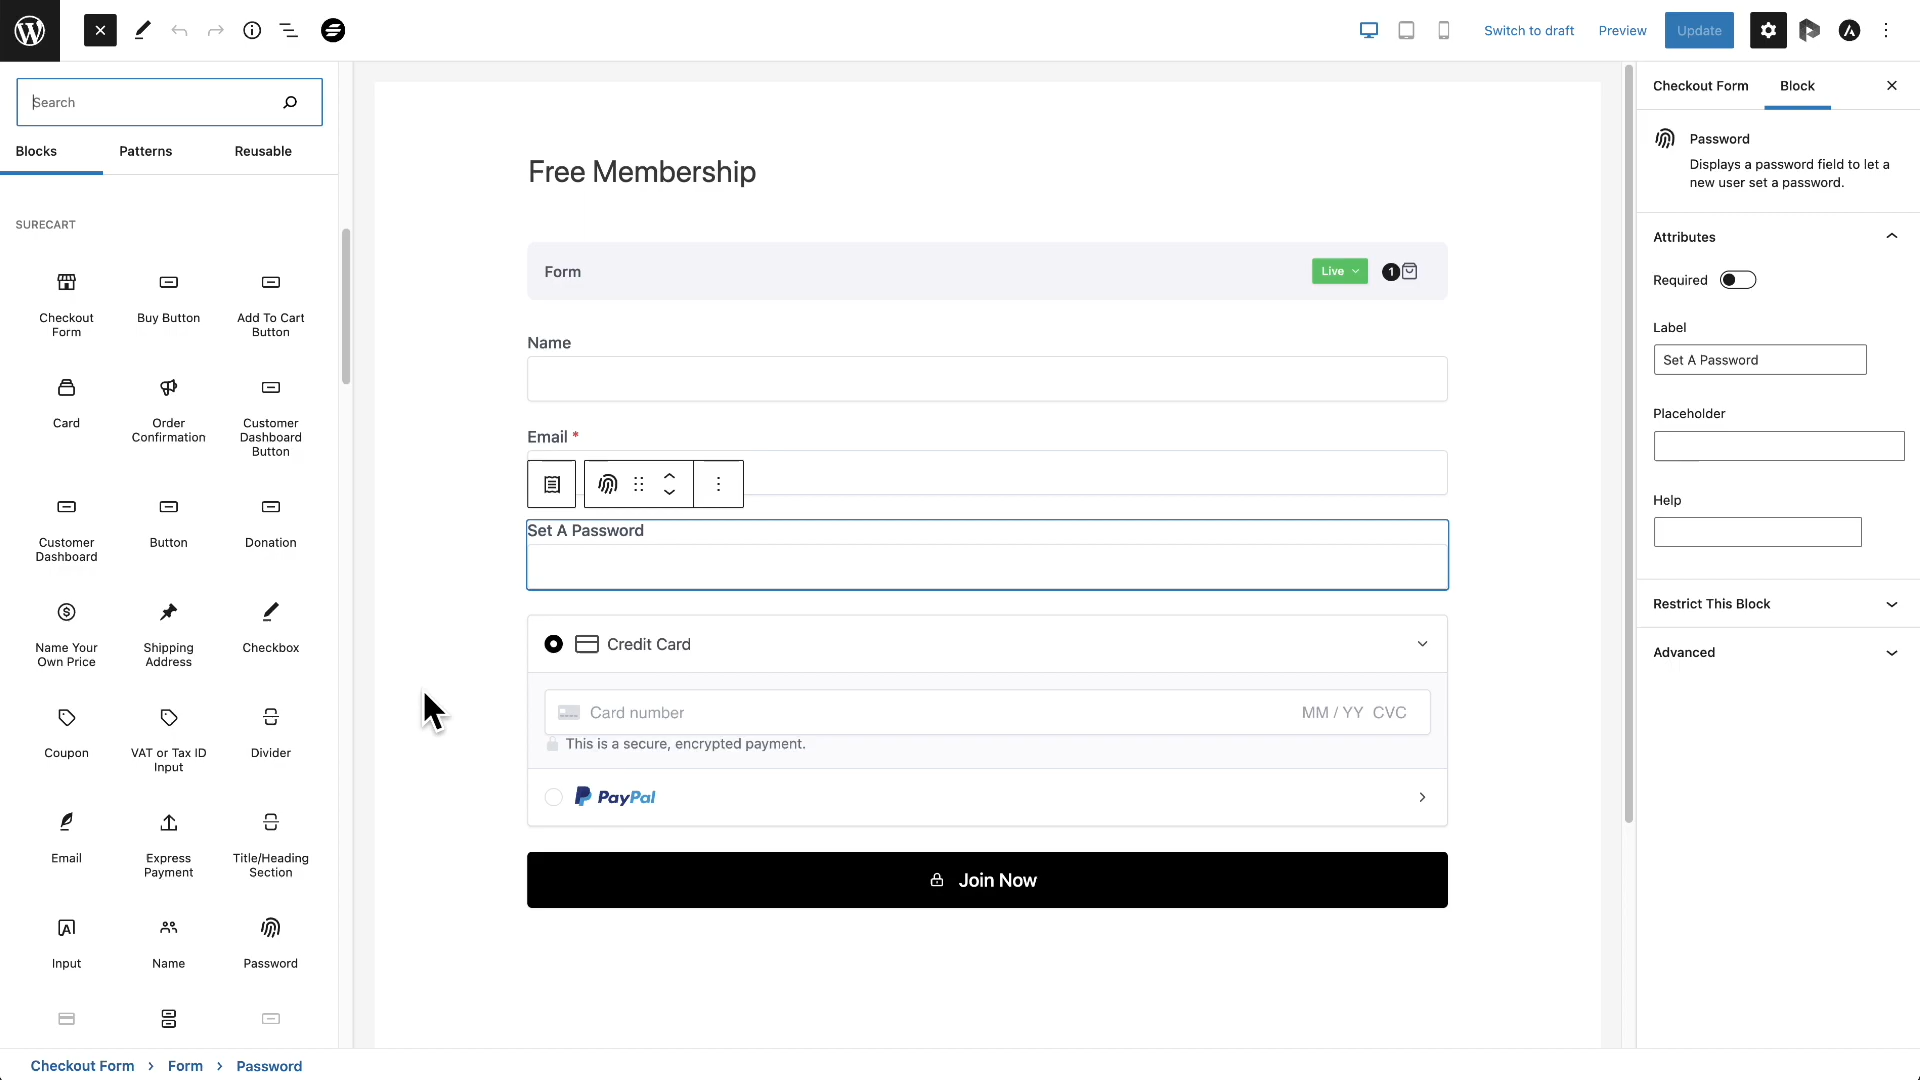 Switch to draft
Preview
Update
Search
Blocks
Patterns
Reusable
SURECART
Checkout
Form
Buy Button
Add To Cart
Button
Card
Order
Confirmation
Customer
Dashboard
Button
Customer
Dashboard
Button
Donation
Name Your
Own Price
Shipping
Address
Checkbox
Coupon
VAT or Tax ID
Input
Divider
Email
Express
Payment
Title/Heading
Section
Input
Name
Password
Checkout Form > Form > Password
Free Membership
Form
Live
1
Name
Email *
Set A Password
Credit Card
Card number
MM / YY CVC
This is a secure, encrypted payment.
PayPal
Join Now
Checkout Form
Block
Password
Displays a password field to let a
new user set a password.
Attributes
Required
Label
Set A Password
Placeholder
Help
Restrict This Block
Advanced